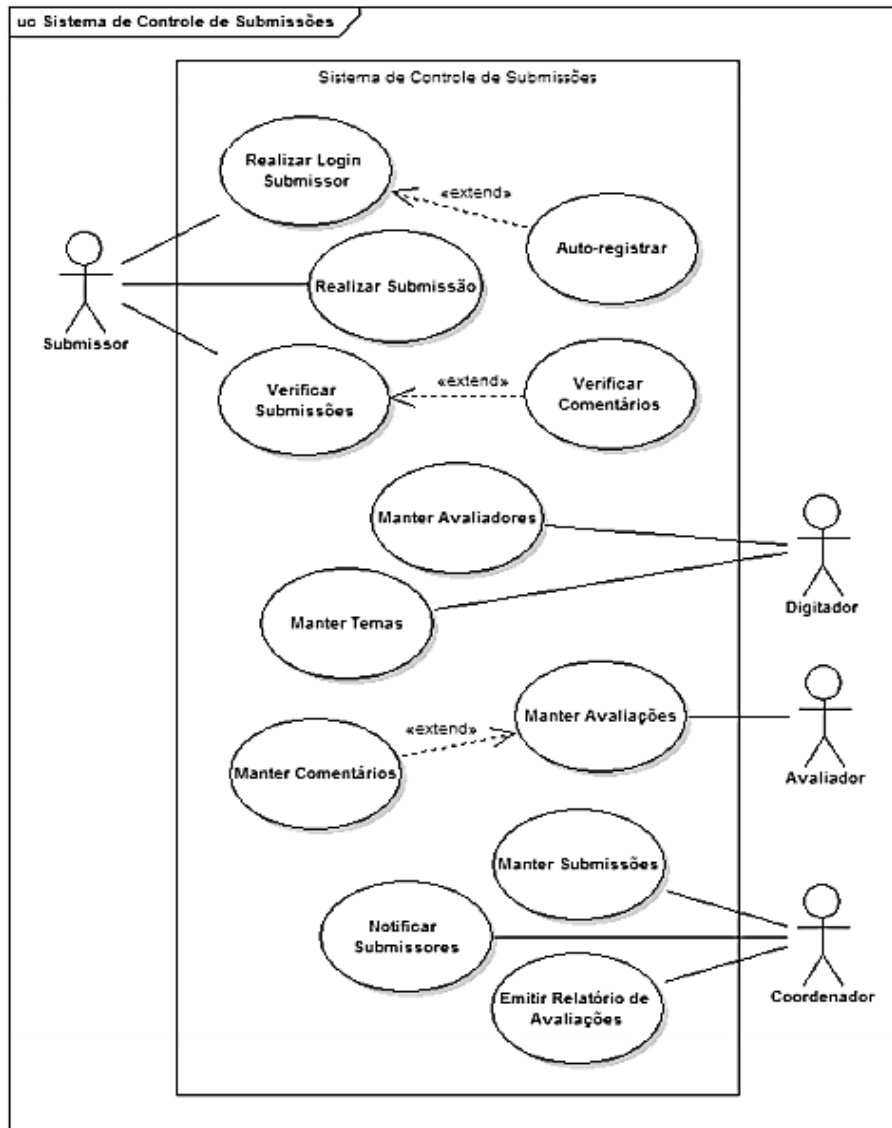 uc Sistema de Controle de Submissões
Sistema de Controle de Submissões
Realizar Login
Submissor
«extend»
Auto-registrar
Realizar Submissão
Submissor
Verificar
Submissões
«extend»
Verificar
Comentários
Manter Avaliadores
Digitador
Manter Temas
Manter Avaliações
«extend»
Manter Comentários
Avaliador
Manter Submissões
Notificar
Submissores
Coordenador
Emitir Relatório de
Avaliações